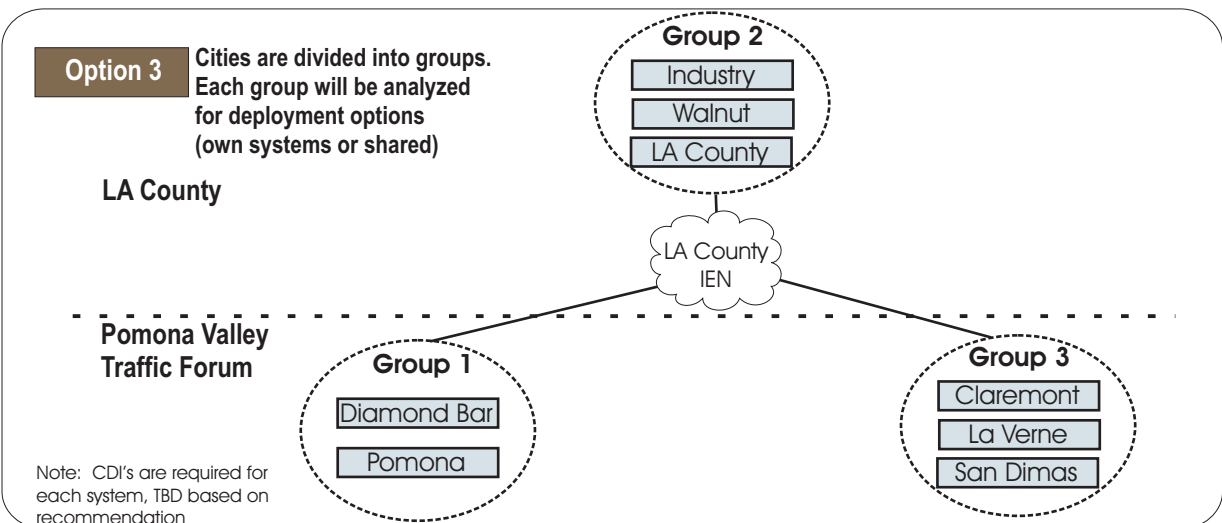 Option 3
Cities are divided into groups.
Each group will be analyzed
for deployment options
(own systems or shared)
Group 2
Industry
Walnut
LA County
LA County
LA County
IEN
Pomona Valley
Traffic Forum
Group 1
Diamond Bar
Pomona
Group 3
Claremont
La Verne
San Dimas
Note: CDI's are required for
each system, TBD based on
recommendation